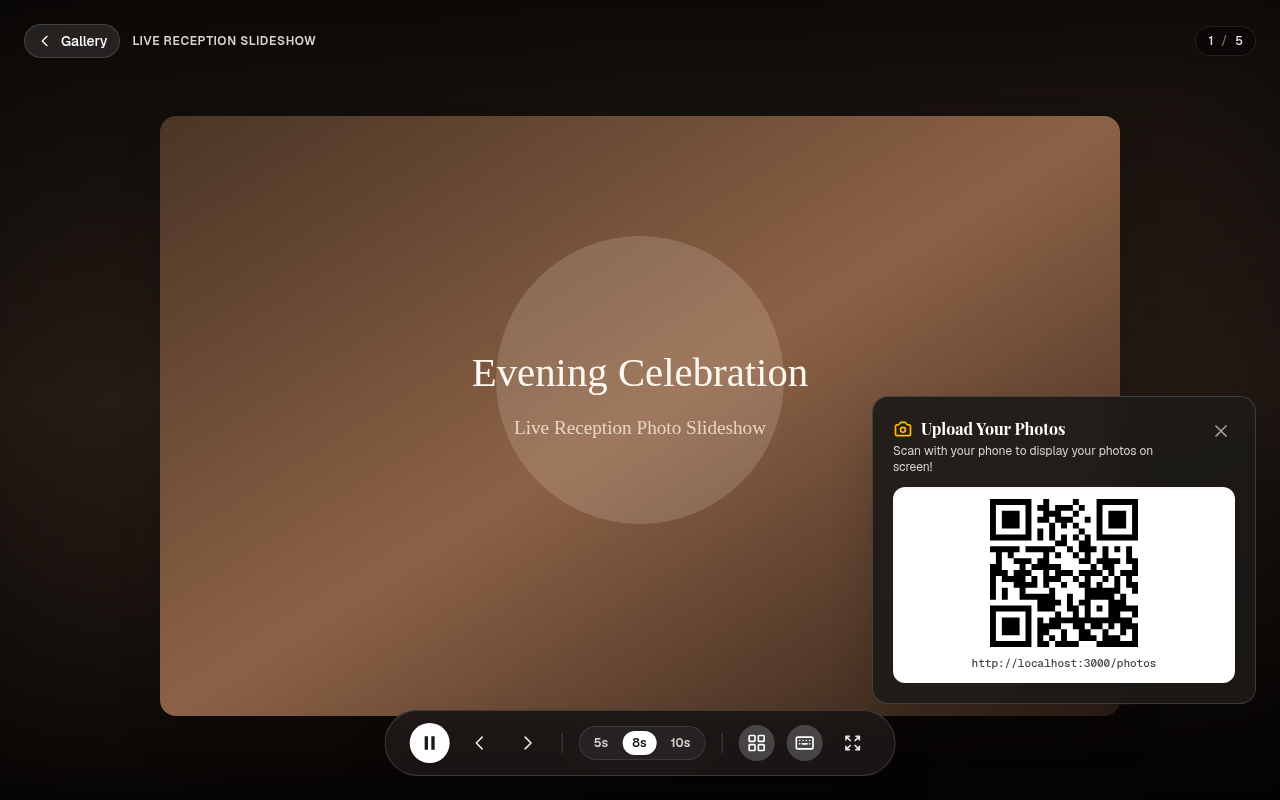 Gallery
LIVE RECEPTION SLIDESHOW
1 / 5
Evening Celebration
Live Reception Photo Slideshow
Upload Your Photos
Scan with your phone to display your photos on
screen!
http://localhost:3000/photos
5s
8s
10s